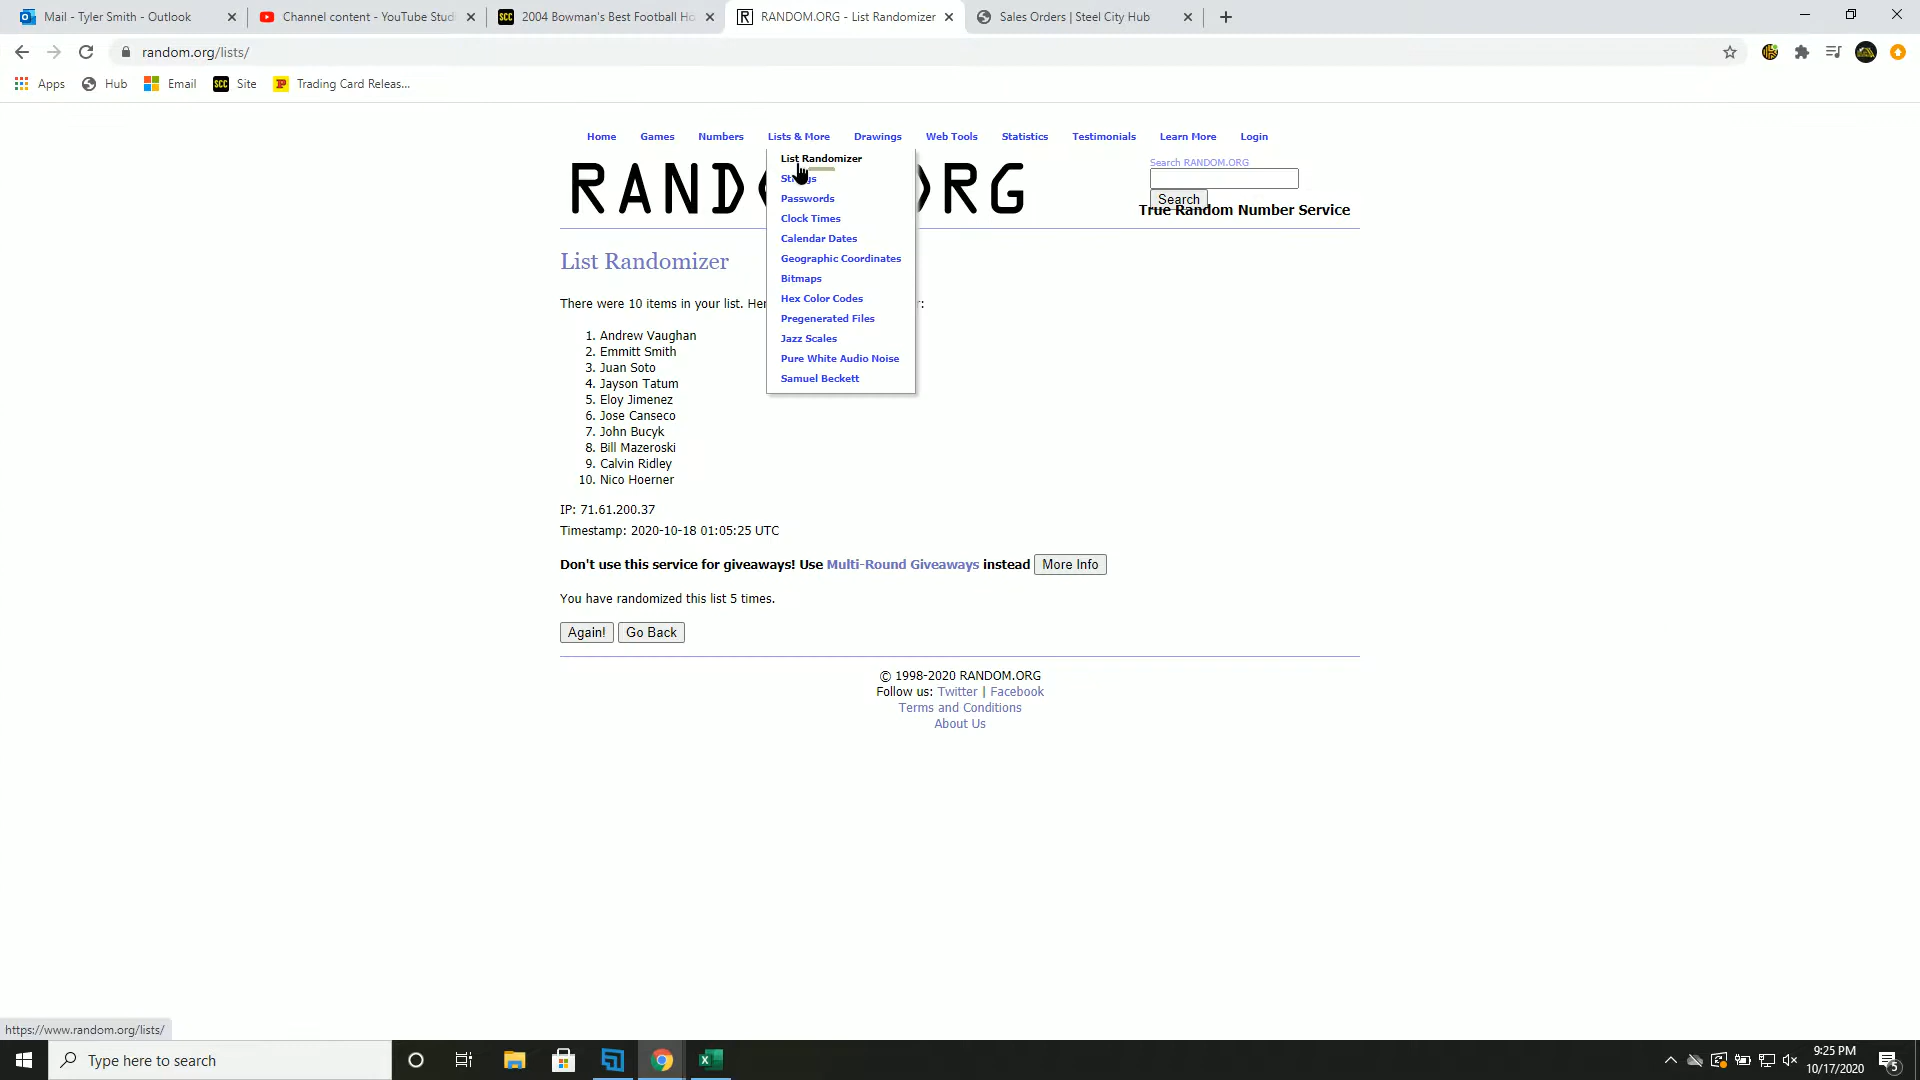 Mail - Tyler Smith - Outlook
Channel content - YouTube Studi
2004 Bowman's Best Football Ho
RANDOM.ORG - List Randomizer
Sales Orders | Steel City Hub
random.org/lists/
Apps Hub Email Site Trading Card Releas...
Home Games Numbers Lists & More Drawings Web Tools Statistics Testimonials Learn More Login
List Randomizer
Strings
Passwords
Clock Times
Calendar Dates
Geographic Coordinates
Bitmaps
Hex Color Codes
Pregenerated Files
Jazz Scales
Pure White Audio Noise
Samuel Beckett
Search RANDOM.ORG
Search
True Random Number Service
List Randomizer
There were 10 items in your list. Her
1. Andrew Vaughan
2. Emmitt Smith
3. Juan Soto
4. Jayson Tatum
5. Eloy Jimenez
6. Jose Canseco
7. John Bucyk
8. Bill Mazeroski
9. Calvin Ridley
10. Nico Hoerner
IP: 71.61.200.37
Timestamp: 2020-10-18 01:05:25 UTC
Don't use this service for giveaways! Use Multi-Round Giveaways instead More Info
You have randomized this list 5 times.
Again! Go Back
© 1998-2020 RANDOM.ORG
Follow us: Twitter | Facebook
Terms and Conditions
About Us
https://www.random.org/lists/
Type here to search
9:25 PM
10/17/2020
5